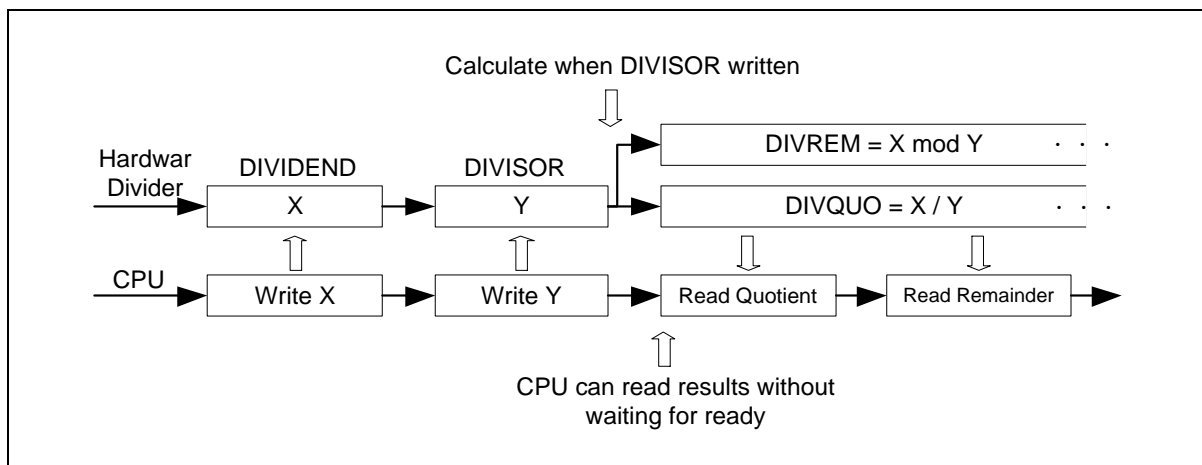 Calculate when DIVISOR written
DIVREM = X mod Y . . .
Hardwar
Divider
DIVIDEND
DIVISOR
X
Y
DIVQUO = X / Y . . .
CPU
Write X
Write Y
Read Quotient
Read Remainder
CPU can read results without
waiting for ready